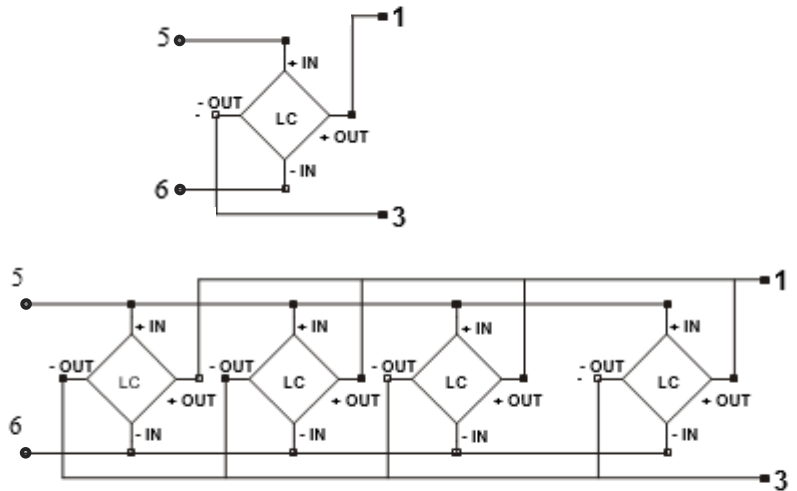 5
1
+ IN
- OUT
-
LC
+ OUT
- IN
6
3
5
1
+ IN
+ IN
+ IN
+ IN
- OUT
- OUT
- OUT
- OUT
-
LC
LC
LC
LC
+ OUT
+ OUT
+ OUT
+ OUT
6
- IN
- IN
- IN
- IN
3